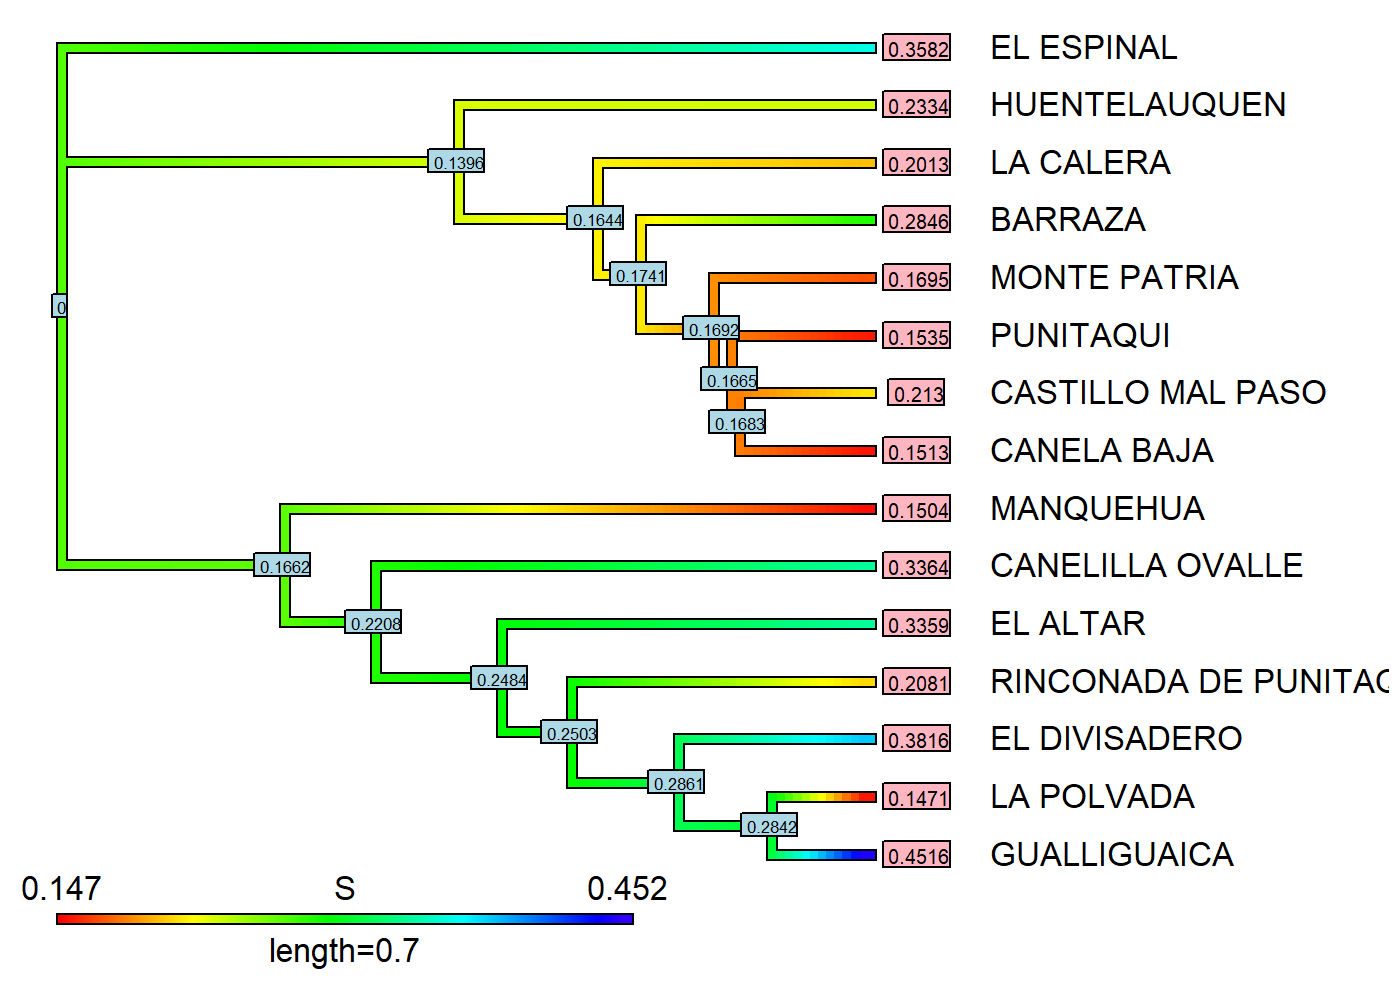 0.3582 EL ESPINAL
0.2334 HUENTELAUQUEN
0.1396
0.2013 LA CALERA
0.1644
0.2846 BARRAZA
0.1741
0.1695 MONTE PATRIA
0
0.1692
0.1535 PUNITAQUI
0.1665
0.213 CASTILLO MAL PASO
0.1683
0.1513 CANELA BAJA
0.1504 MANQUEHUA
0.1662
0.3364 CANELILLA OVALLE
0.2208
0.3359 EL ALTAR
0.2484
0.2081 RINCONADA DE PUNITAQ
0.2503
0.3816 EL DIVISADERO
0.2861
0.1471 LA POLVADA
0.2842
0.4516 GUALLIGUAICA
0.147 S 0.452
length=0.7